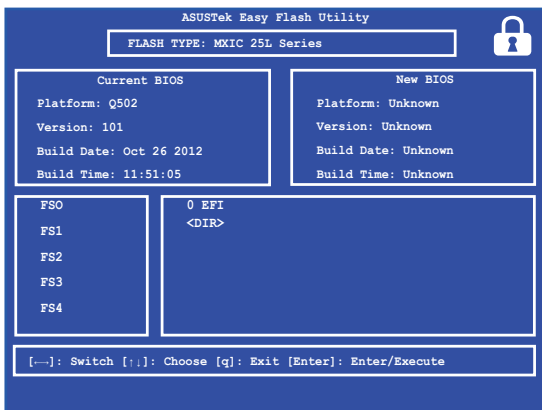 ASUSTek Easy Flash Utility
FLASH TYPE: MXIC 25L Series
Current BIOS
Platform: Q502
Version: 101
Build Date: Oct 26 2012
Build Time: 11:51:05
New BIOS
Platform: Unknown
Version: Unknown
Build Date: Unknown
Build Time: Unknown
FSO
FS1
FS2
FS3
FS4
0 EFI
<DIR>
[←→]: Switch [↑↓]: Choose [q]: Exit [Enter]: Enter/Execute